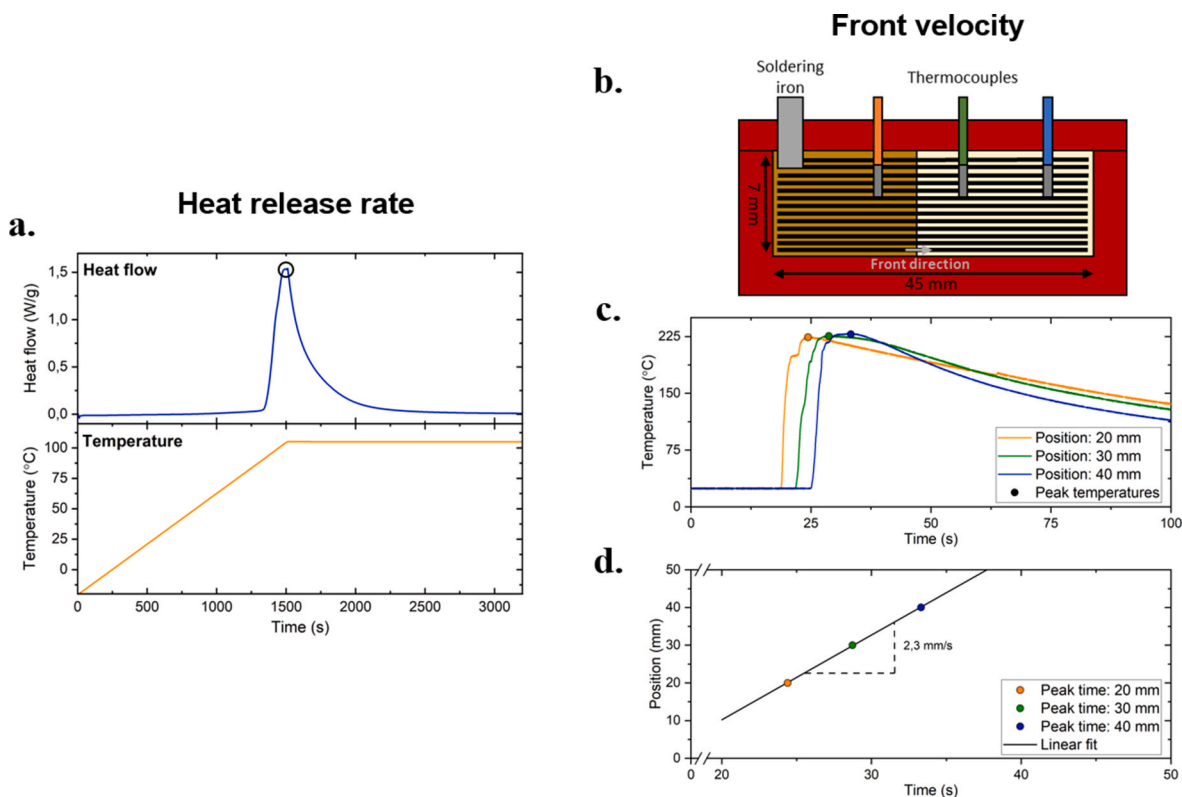 Heat release rate
a.
Heat flow
Heat flow (W/g)
1,5
1,0
0,5
0,0
Temperature
Temperature (°C)
100
75
50
25
0
0 500 1000 1500 2000 2500 3000
Time (s)
Front velocity
b.
Soldering
iron
Thermocouples
7 mm
Front direction
45 mm
c.
Temperature (°C)
225
150
75
0
Position: 20 mm
Position: 30 mm
Position: 40 mm
Peak temperatures
0 25 50 75 100
Time (s)
d.
Position (mm)
50
40
30
20
10
0
2,3 mm/s
Peak time: 20 mm
Peak time: 30 mm
Peak time: 40 mm
Linear fit
0 20 30 40 50
Time (s)